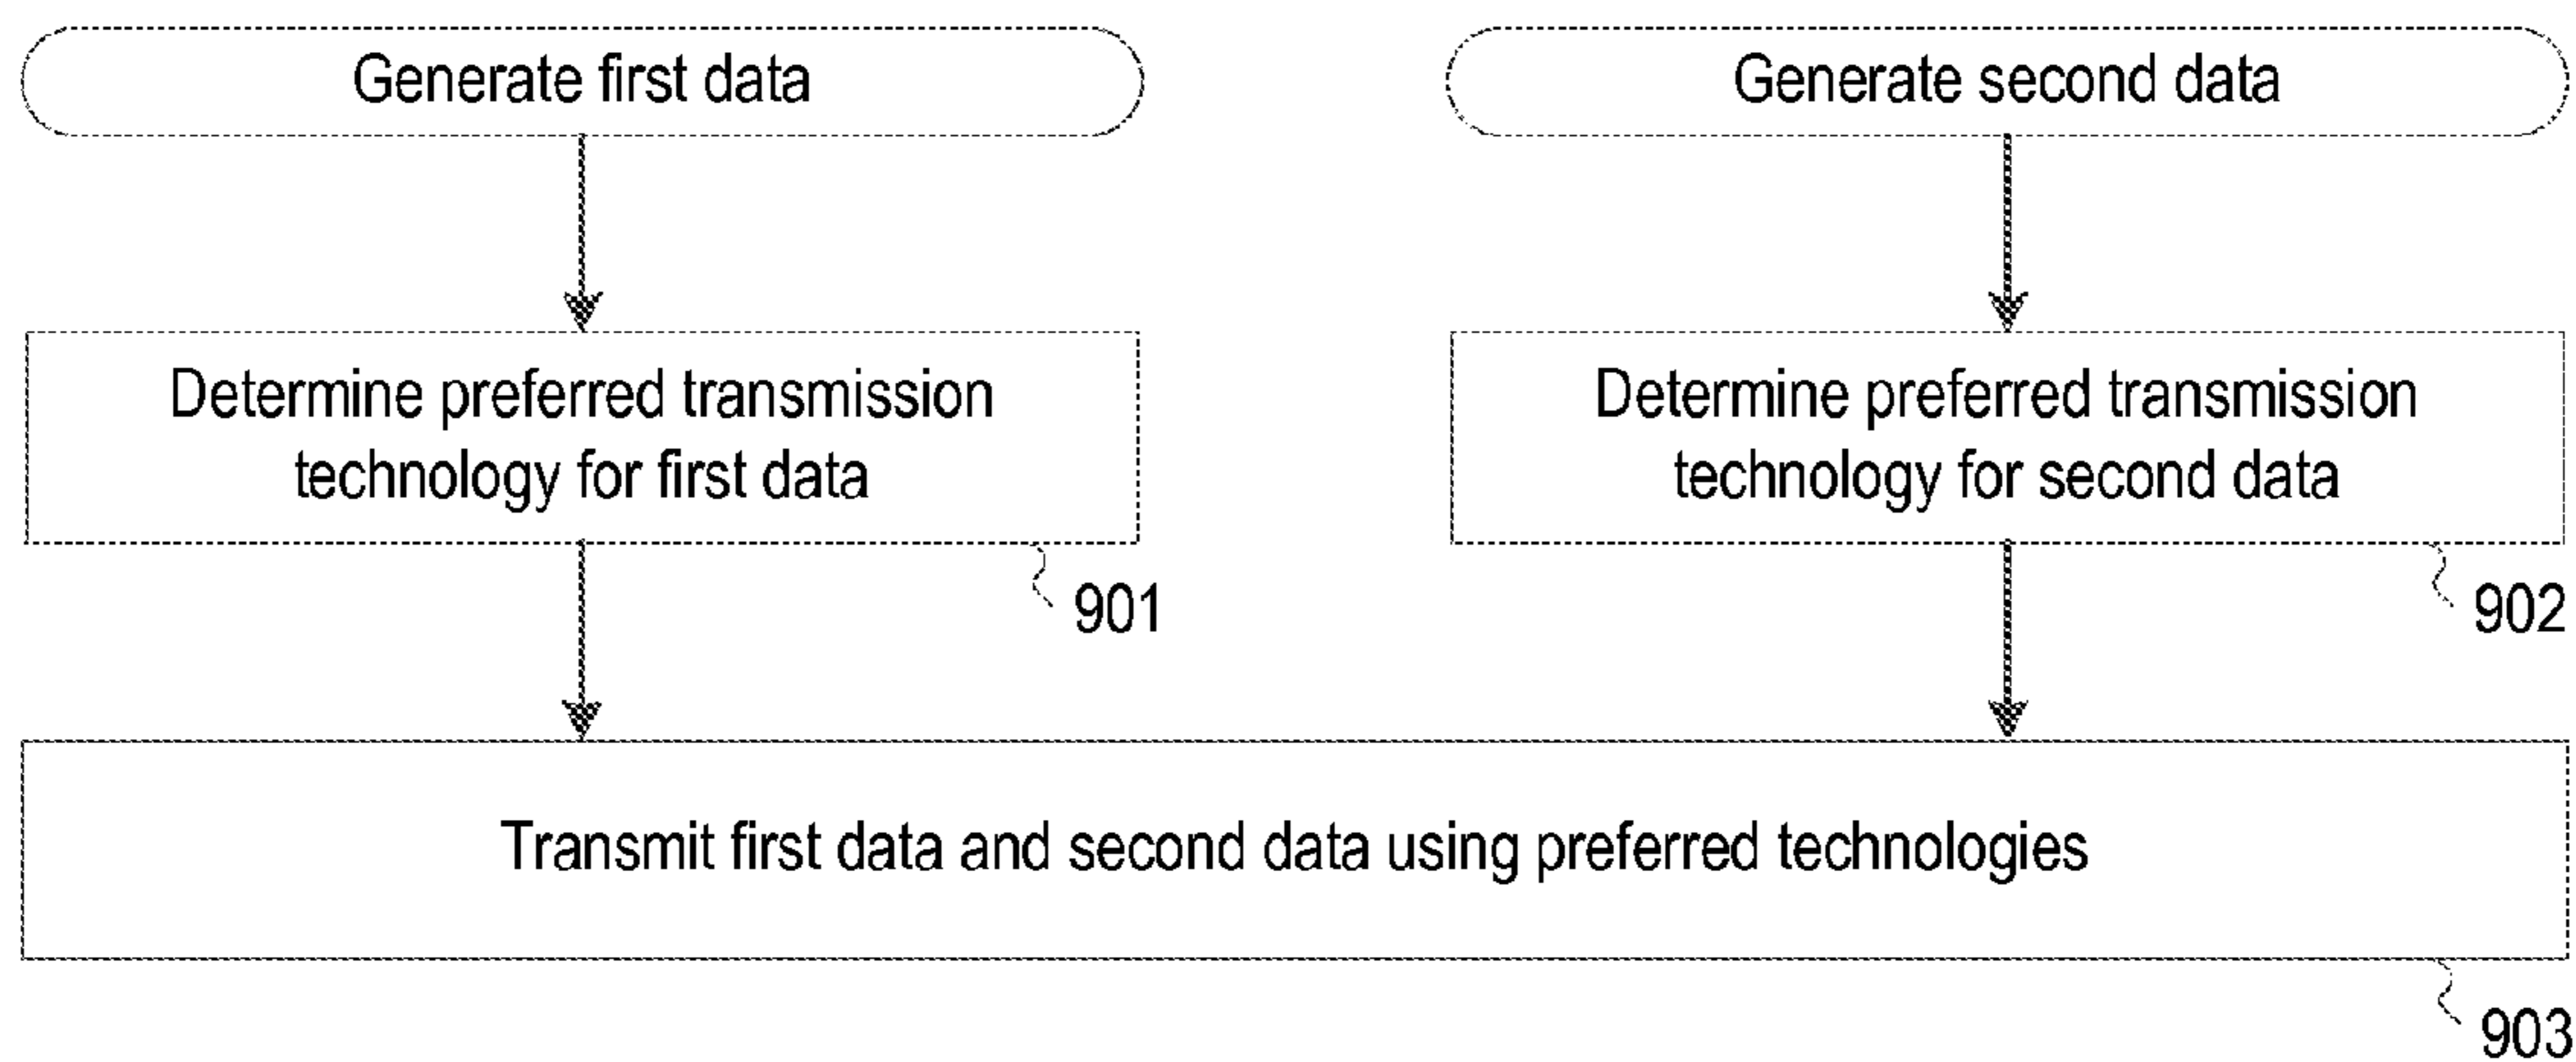 Generate first data
Generate second data
Determine preferred transmission
technology for first data
901
Determine preferred transmission
technology for second data
902
Transmit first data and second data using preferred technologies
903